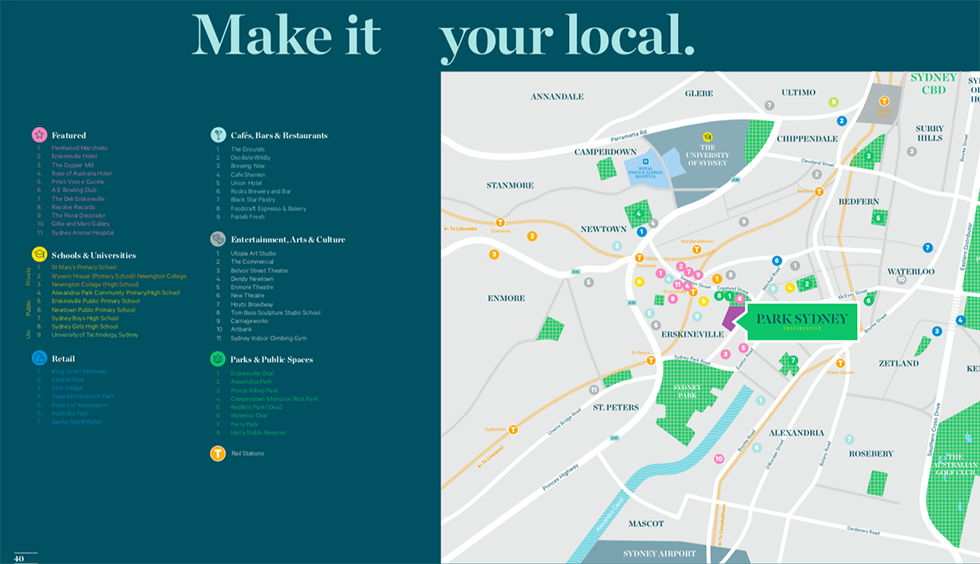 Make it your local.
Featured
1 Fleetwood Macchiato
2 Erskineville Hotel
3 The Copper Mill
4 Rose of Australia Hotel
5 Pinos Vino e Cucina
6 A E Bowling Club
7 The Deli Erskineville
8 Revolve Records
9 The Floral Decorator
10 Gillie and Marc Gallery
11 Sydney Animal Hospital
Schools & Universities
Private
1 St Mary's Primary School
2 Wyvern House (Primary School) Newington College
3 Newington College (High School)
Public
4 Alexandria Park Community Primary/High School
5 Erskineville Public Primary School
6 Newtown Public Primary School
7 Sydney Boys High School
8 Sydney Girls High School
Uni
9 University of Technology, Sydney
Retail
1 King Street Newtown
2 Central Park
3 East Village
4 Supa Centa Moore Park
5 Peters of Kensington
6 Australia Post
7 Danks Street Retail
Cafés, Bars & Restaurants
1 The Grounds
2 Oscillate Wildly
3 Brewing Now
4 Cafe Shenkin
5 Union Hotel
6 Rocks Brewery and Bar
7 Black Star Pastry
8 Foodcraft Espresso & Bakery
9 Fratelli Fresh
Entertainment, Arts & Culture
1 Utopia Art Studio
2 The Commercial
3 Belvoir Street Theatre
4 Dendy Newtown
5 Enmore Theatre
6 New Theatre
7 Hoyts Broadway
8 Tom Bass Sculpture Studio School
9 Carriageworks
10 Artbank
11 Sydney Indoor Climbing Gym
Parks & Public Spaces
1 Erskineville Oval
2 Alexandria Park
3 Prince Alfred Park
4 Camperdown Memorial Rest Park
5 Redfern Park (Oval)
6 Waterloo Oval
7 Perry Park
8 Harry Noble Reserve
T Rail Stations
40
ANNANDALE
GLEBE
ULTIMO
SYDNEY
CBD
Parramatta Rd
CAMPERDOWN
THE
UNIVERSITY
OF SYDNEY
CHIPPENDALE
SURRY
HILLS
ROYAL
PRINCE ALFRED
HOSPITAL
Cleveland Street
STANMORE
REDFERN
NEWTOWN
WATERLOO
ENMORE
McEvoy Street
ERSKINEVILLE
PARK SYDNEY
ERSKINEVILLE
Sydney Park Road
ZETLAND
SYDNEY
PARK
ST. PETERS
ALEXANDRIA
ROSEBERY
THE
AUSTRALIAN
GOLF CLUB
Princes Highway
MASCOT
Gardeners Road
SYDNEY AIRPORT